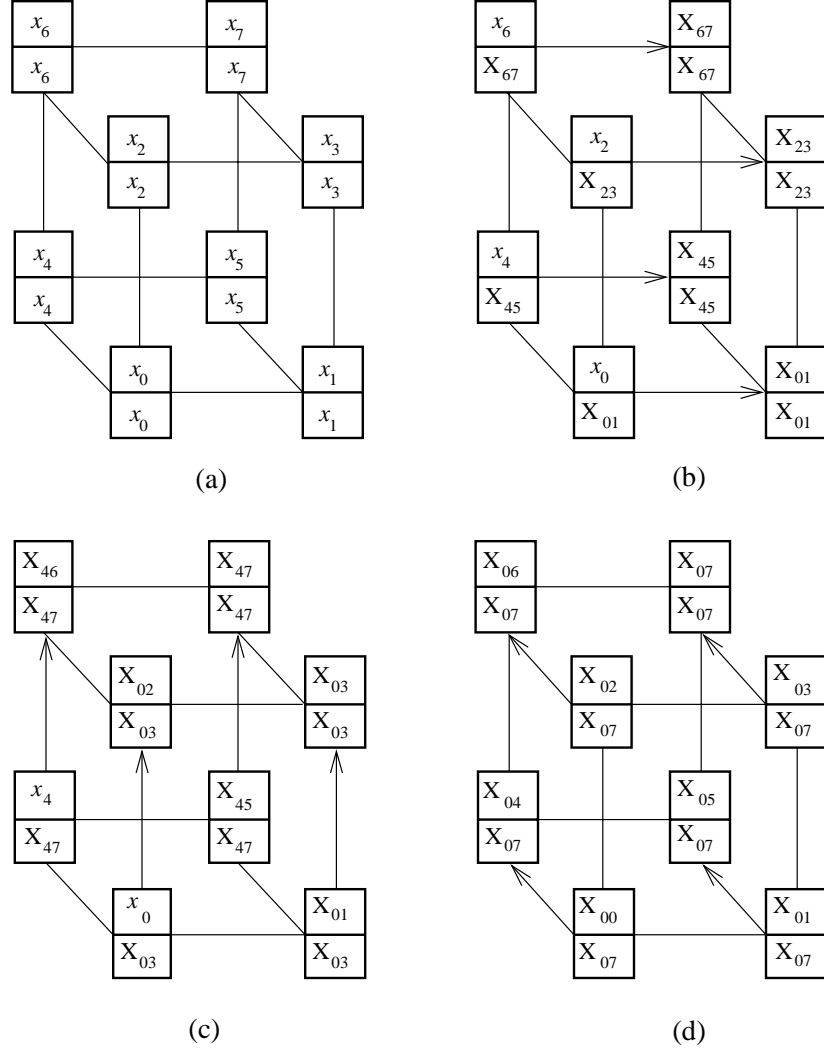 x₆ x₇
x₆ x₇
x₂ x₃
x₂ x₃
x₄ x₅
x₄ x₅
x₀ x₁
x₀ x₁
(a)
x₆ X₆₇
X₆₇ X₆₇
x₂ X₂₃
X₂₃ X₂₃
x₄ X₄₅
X₄₅ X₄₅
x₀ X₀₁
X₀₁ X₀₁
(b)
X₄₆ X₄₇
X₄₇ X₄₇
X₀₂ X₀₃
X₀₃ X₀₃
x₄ X₄₅
X₄₇ X₄₇
x₀ X₀₁
X₀₃ X₀₃
(c)
X₀₆ X₀₇
X₀₇ X₀₇
X₀₂ X₀₃
X₀₇ X₀₇
X₀₄ X₀₅
X₀₇ X₀₇
X₀₀ X₀₁
X₀₇ X₀₇
(d)